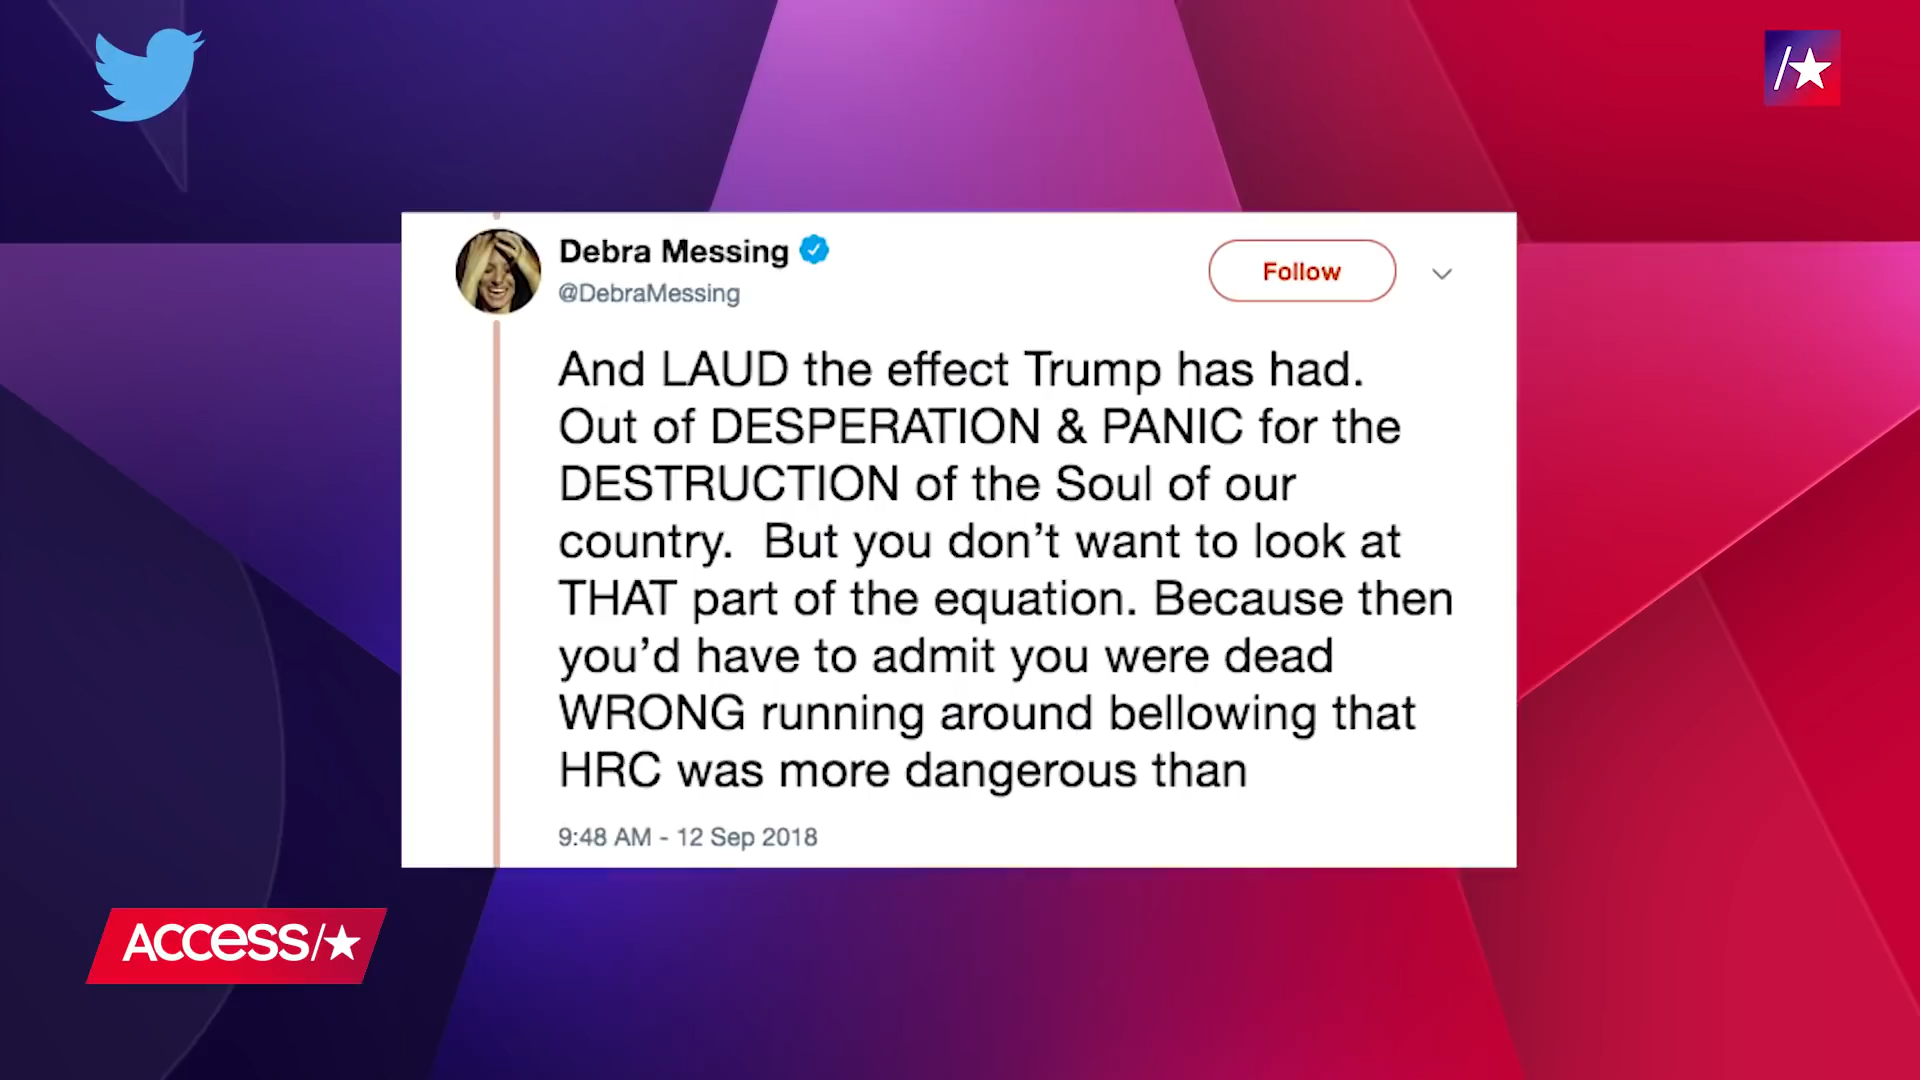 Debra Messing
@DebraMessing
Follow
And LAUD the effect Trump has had.
Out of DESPERATION & PANIC for the
DESTRUCTION of the Soul of our
country.  But you don’t want to look at
THAT part of the equation. Because then
you’d have to admit you were dead
WRONG running around bellowing that
HRC was more dangerous than
9:48 AM - 12 Sep 2018
ACCESS/